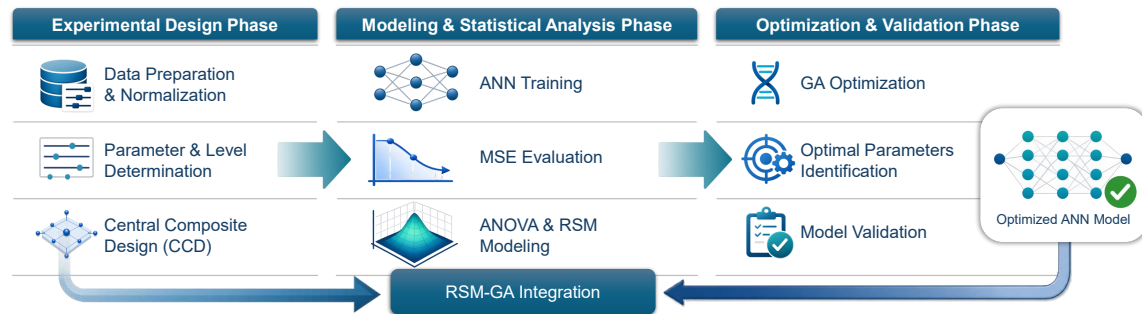 Experimental Design Phase
Modeling & Statistical Analysis Phase
Optimization & Validation Phase
Data Preparation
& Normalization
ANN Training
GA Optimization
Parameter & Level
Determination
MSE Evaluation
Optimal Parameters
Identification
Optimized ANN Model
Central Composite
Design (CCD)
ANOVA & RSM
Modeling
Model Validation
RSM-GA Integration